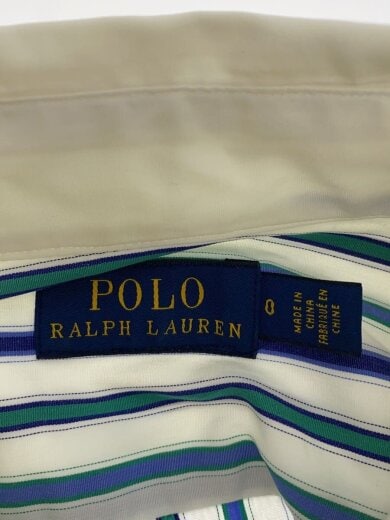 POLO
RALPH LAUREN
0
MADE IN
CHINA
FABRIQUÉ EN
CHINE